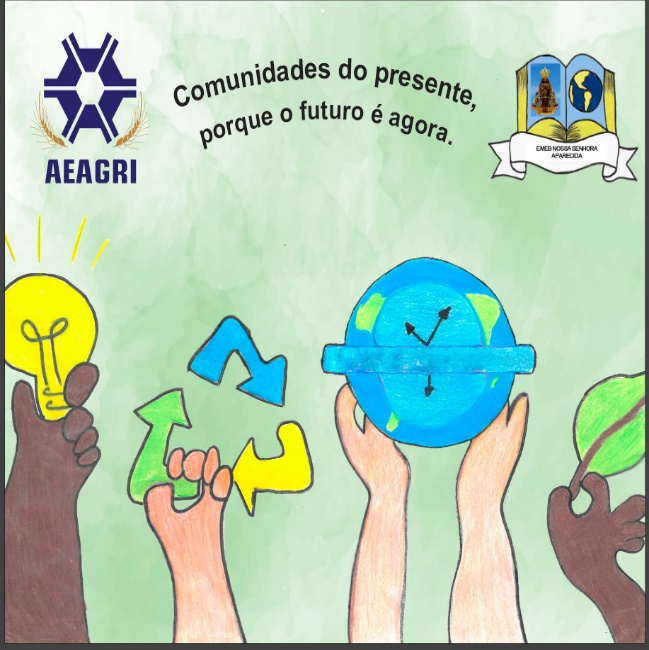 Comunidades do presente,
porque o futuro é agora.
AEAGRI
EMEB NOSSA SENHORA
APARECIDA